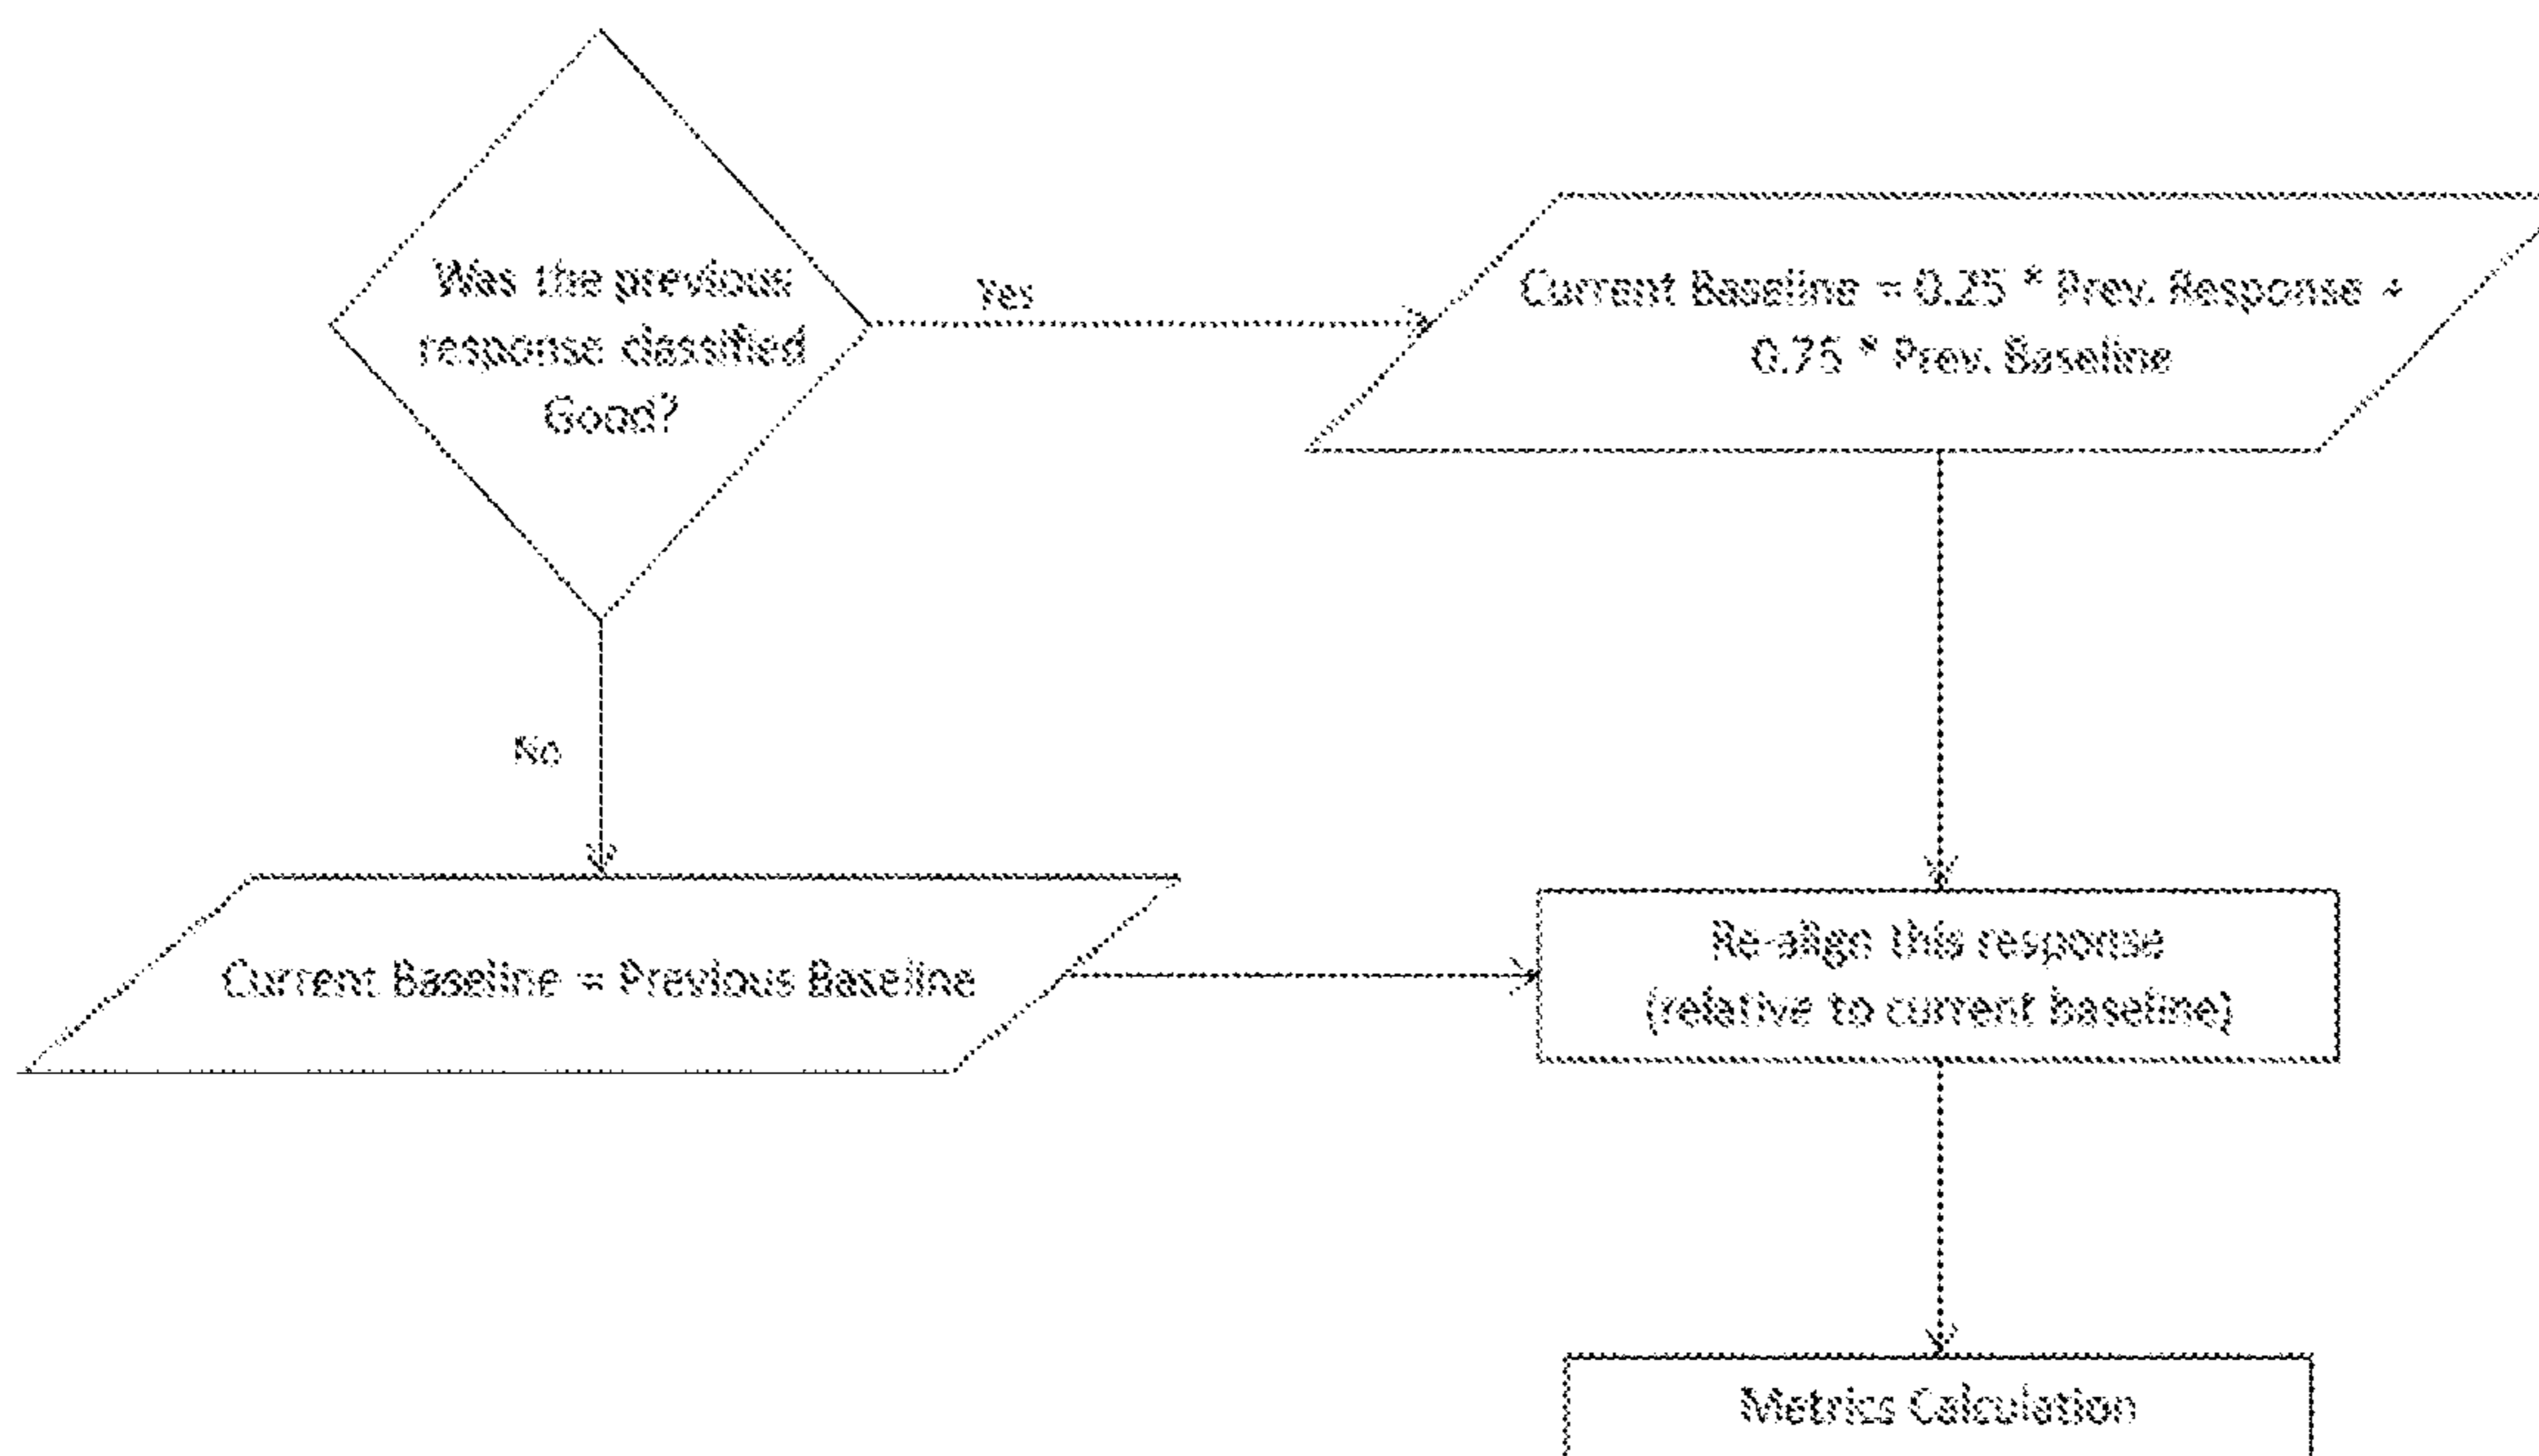 Was the previous
response classified
Good?
Yes
Current Baseline = 0.25 * Prev. Response +
0.75 * Prev. Baseline
No
Current Baseline = Previous Baseline
Re-align this response
(relative to current baseline)
Metrics Calculation